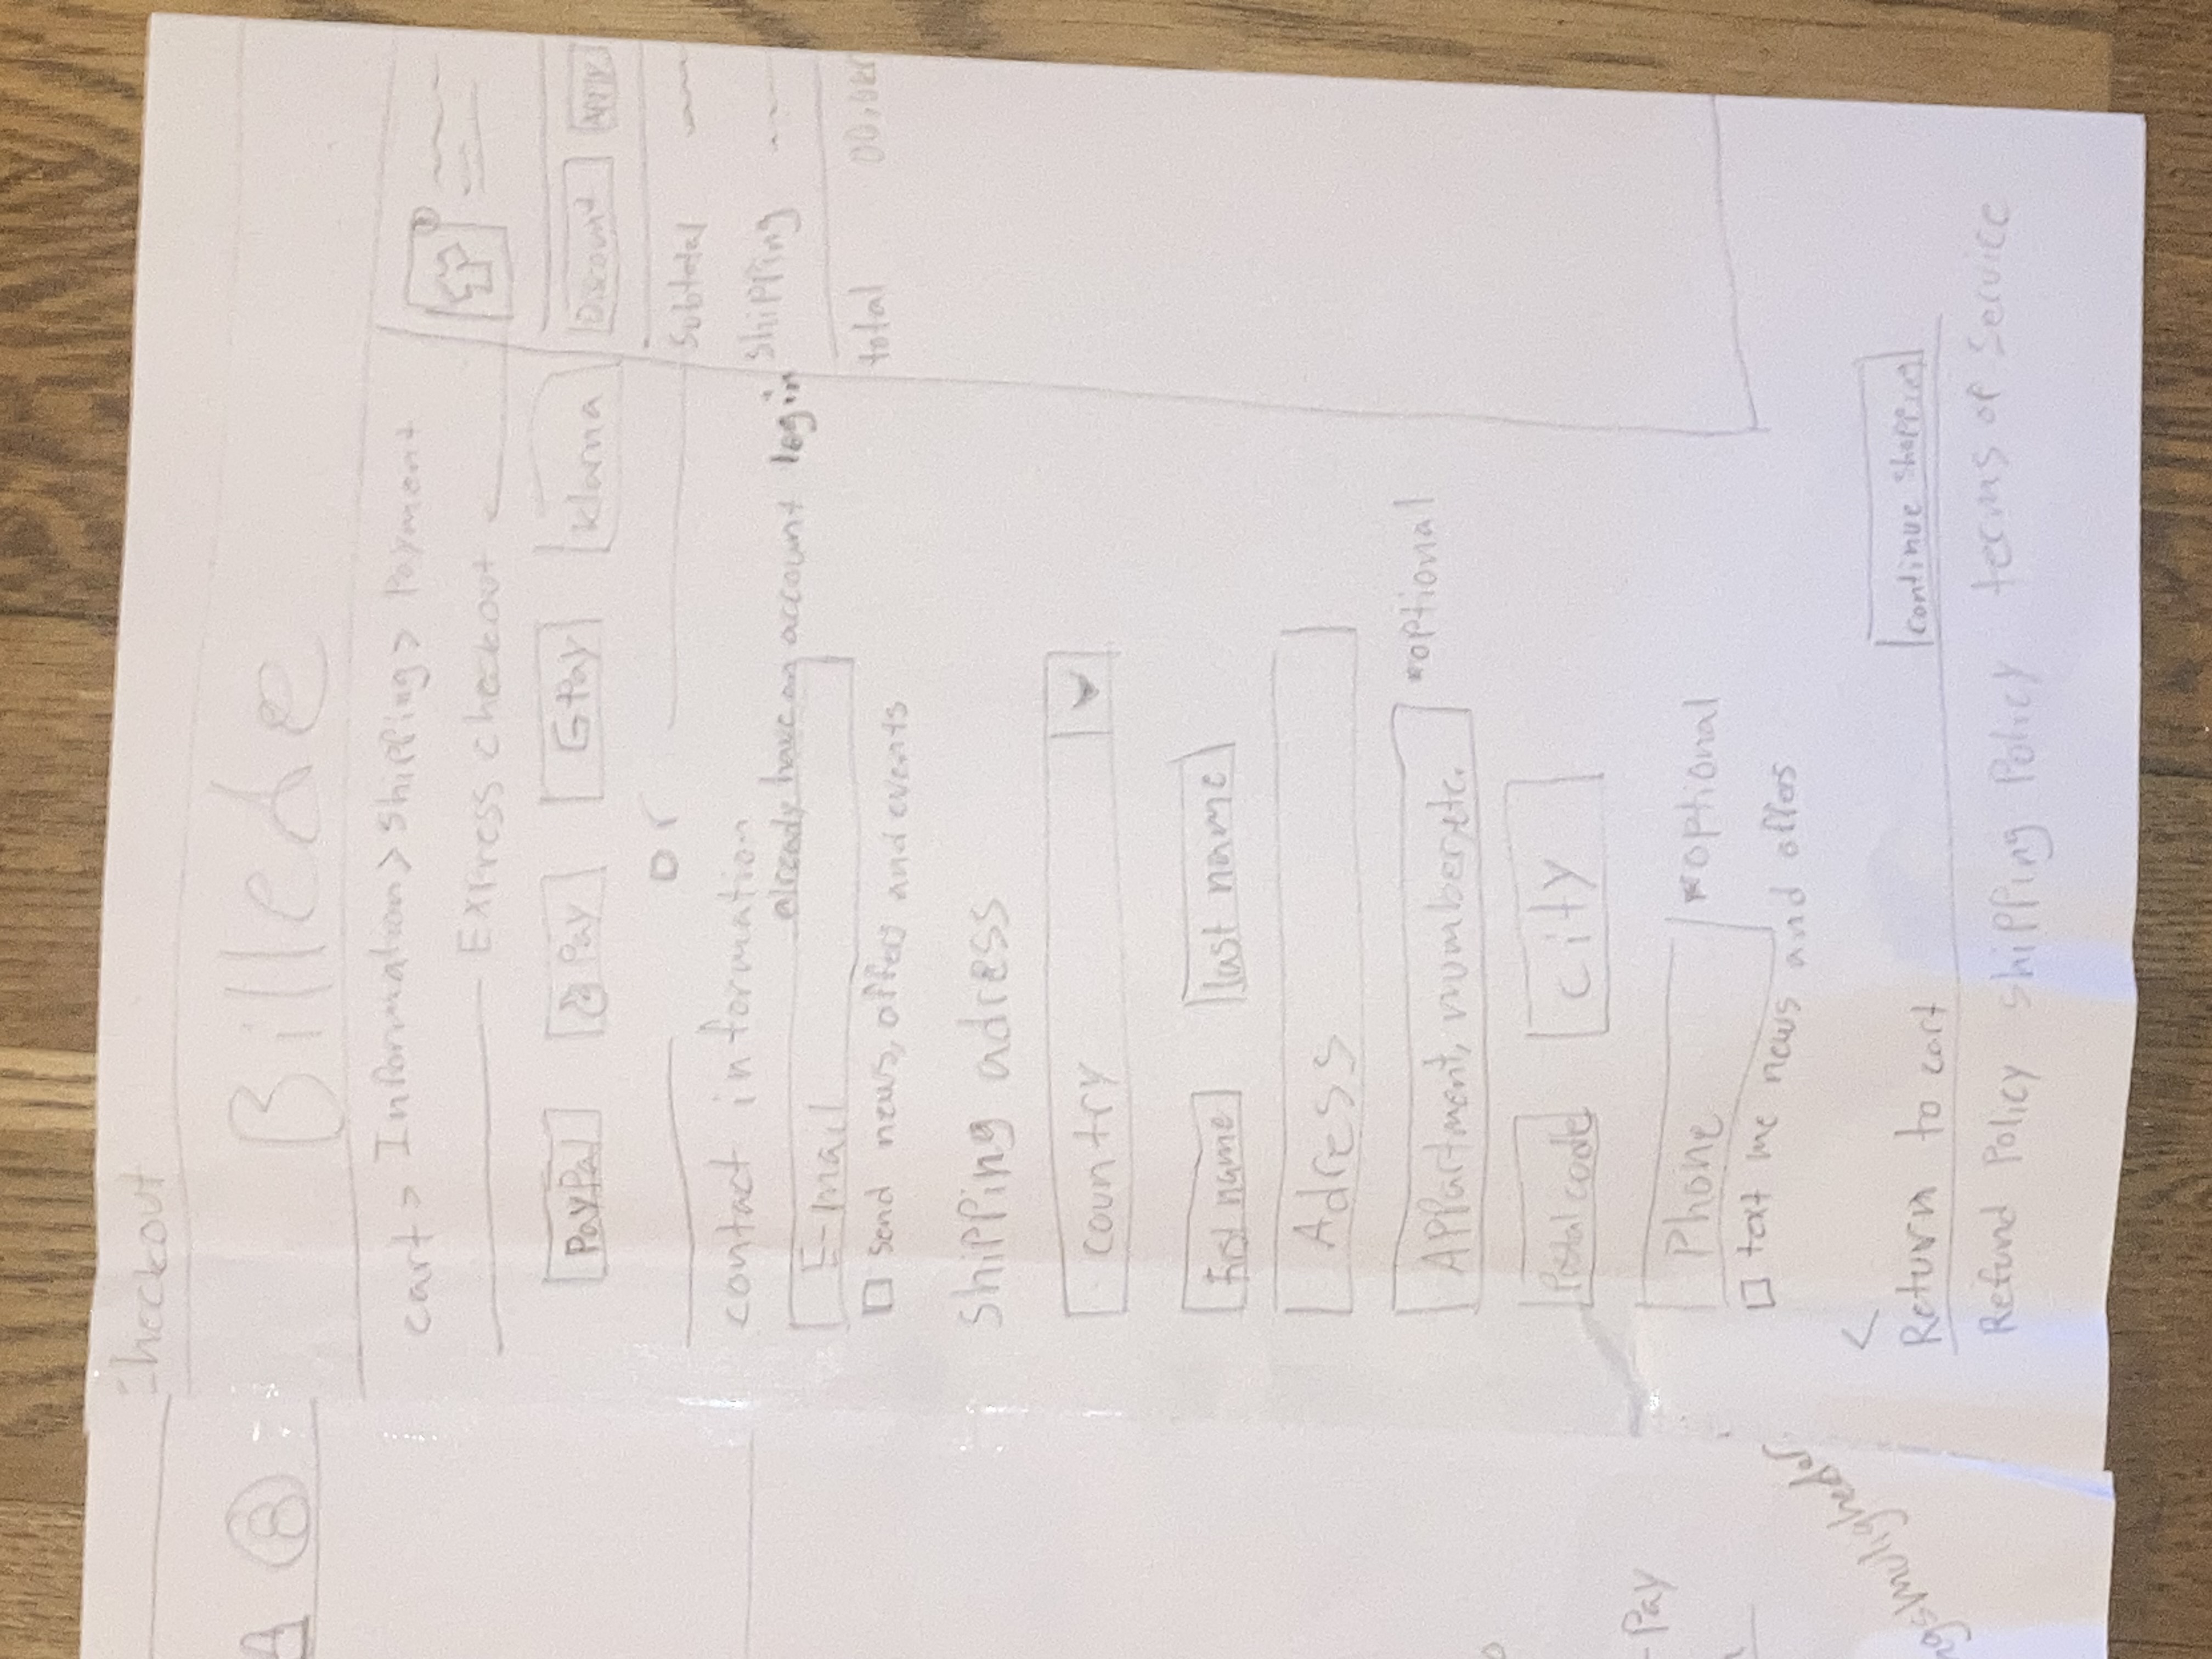 Checkout
Billede
cart > Information > Shipping > Payment
Express checkout
PayPal
Pay
G Pay
Klarna
Discount
APPly
or
Subtotal
contact information
already have an account login
shipping
E-mail
total
send news, offers and events
Shipping adress
country
First name
last name
Adress
APPartment, number, etc.
*optional
Postal code
city
-Pay
Phone
*optional
text me news and offers
ngsmuligheder
<
Return to cart
continue shopping
Refund Policy shipping Policy terms of Service